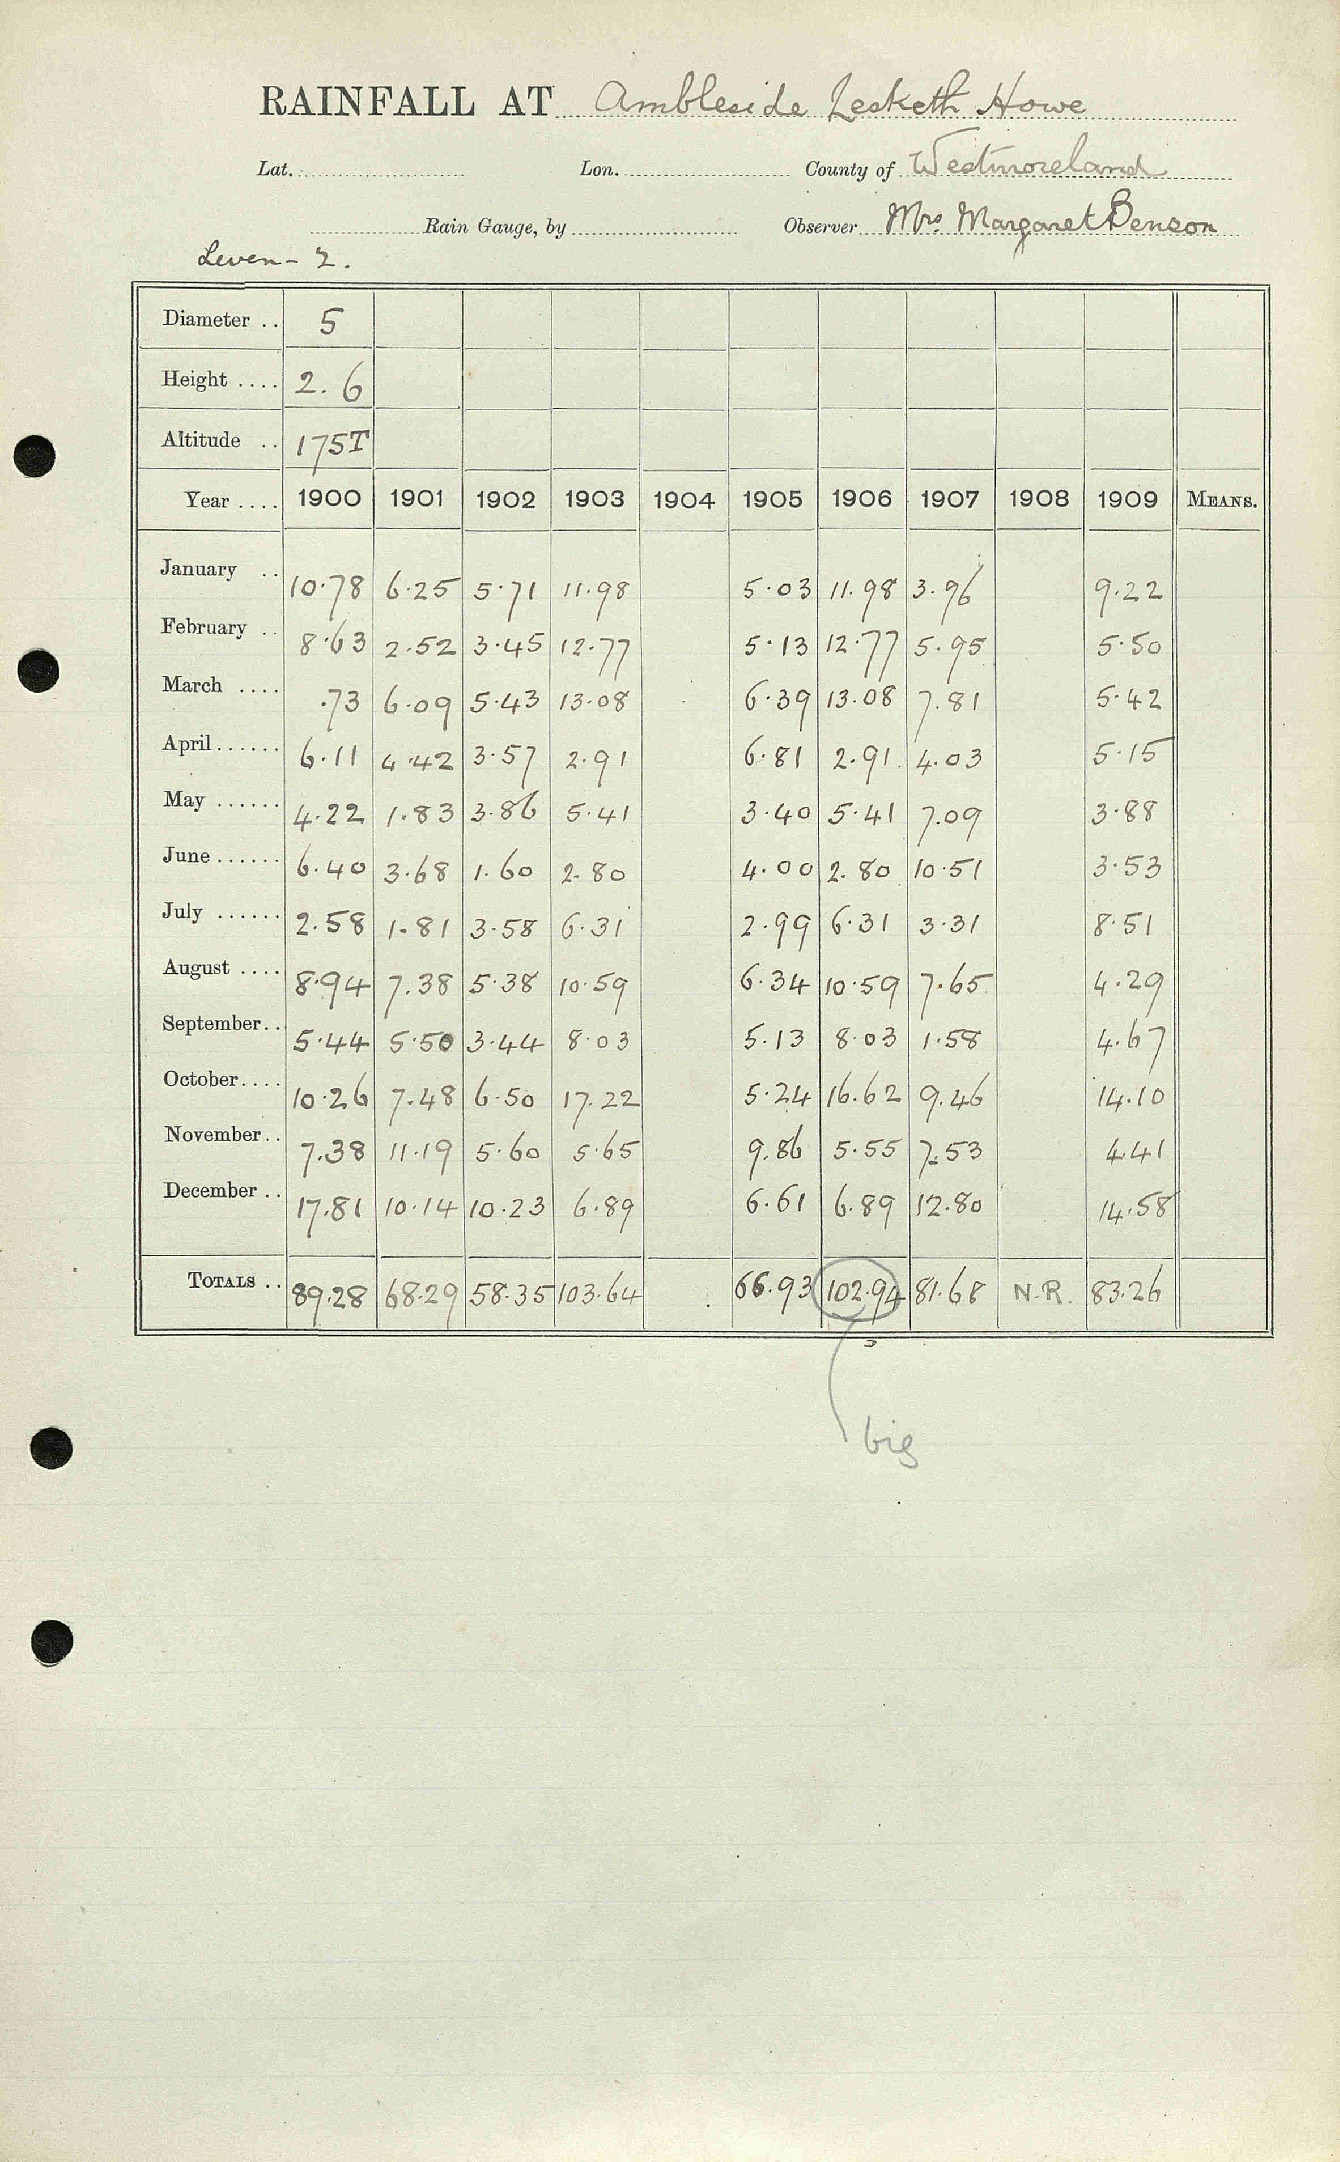 RAINFALL AT Ambleside Lesketh Howe
Lat. Lon. County of Westmoreland
Rain Gauge, by Observer Mrs Margaret Benson
Leven - 2.
Diameter .. 5
Height .... 2.6
Altitude .. 175T
Year .... 1900 1901 1902 1903 1904 1905 1906 1907 1908 1909 MEANS.
January .. 10.78 6.25 5.71 11.98 5.03 11.98 3.96 9.22
February .. 8.63 2.52 3.45 12.77 5.13 12.77 5.95 5.50
March .... .73 6.09 5.43 13.08 6.39 13.08 7.81 5.42
April...... 6.11 4.42 3.57 2.91 6.81 2.91 4.03 5.15
May ...... 4.22 1.83 3.86 5.41 3.40 5.41 7.09 3.88
June...... 6.40 3.68 1.60 2.80 4.00 2.80 10.51 3.53
July ...... 2.58 1.81 3.58 6.31 2.99 6.31 3.31 8.51
August .... 8.94 7.38 5.38 10.59 6.34 10.59 7.65 4.29
September.. 5.44 5.50 3.44 8.03 5.13 8.03 1.58 4.67
October.... 10.26 7.48 6.50 17.22 5.24 16.62 9.46 14.10
November.. 7.38 11.19 5.60 5.65 9.86 5.55 7.53 4.41
December .. 17.81 10.14 10.23 6.89 6.61 6.89 12.80 14.58
TOTALS .. 89.28 68.29 58.35 103.64 66.93 102.94 81.68 N.R. 83.26
big